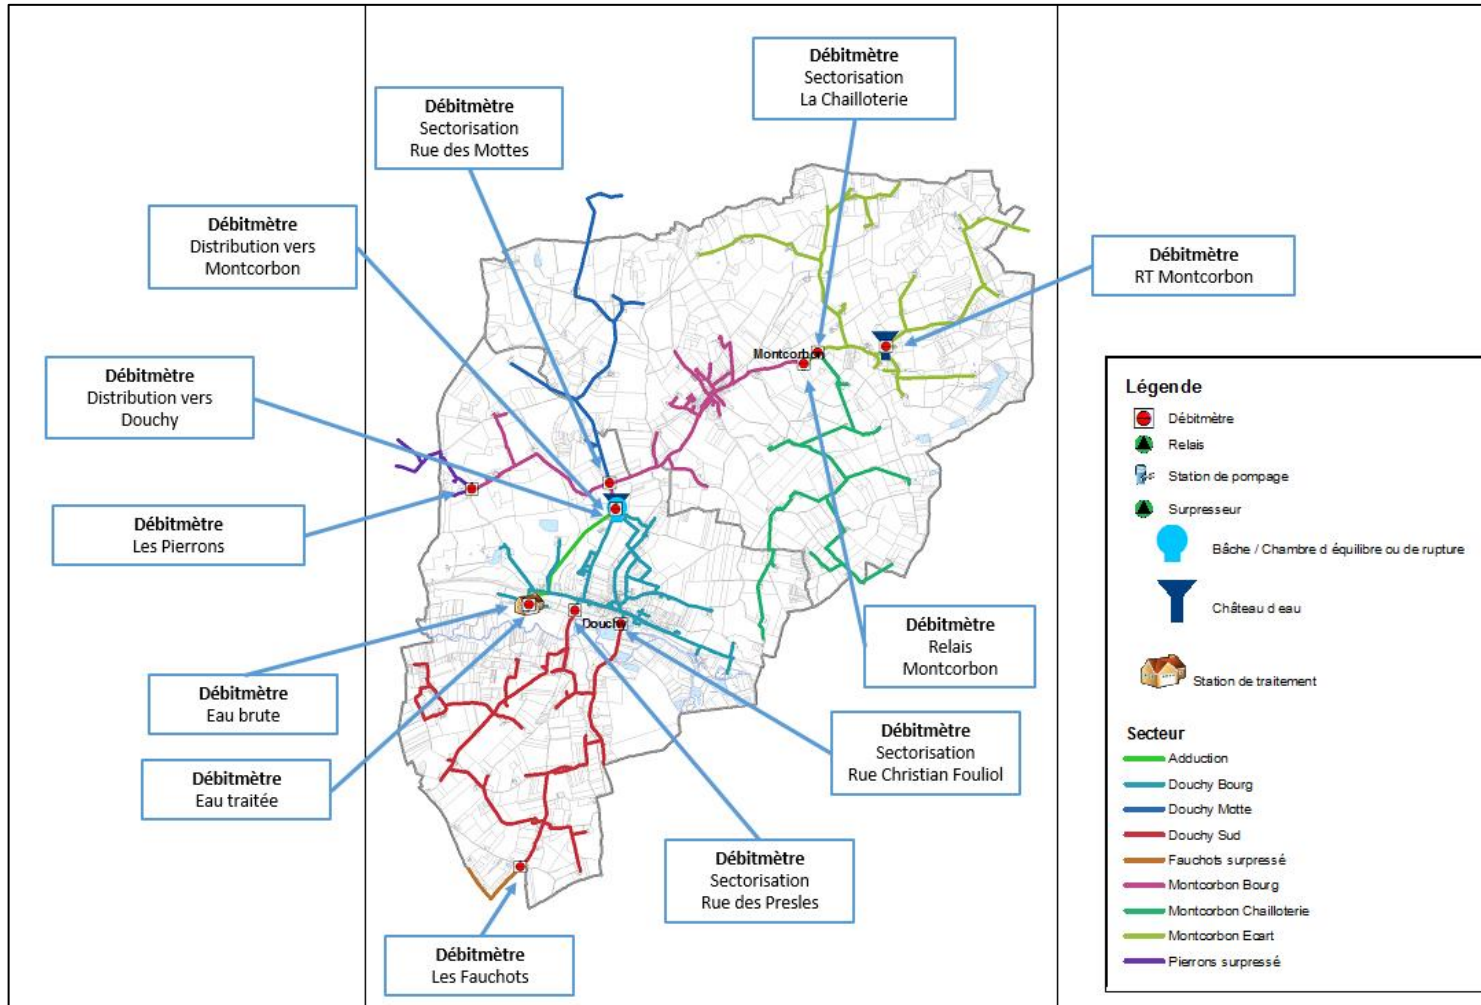 Débitmètre
Sectorisation
La Chailloterie
Débitmètre
Sectorisation
Rue des Mottes
Débitmètre
Distribution vers
Montcorbon
Débitmètre
RT Montcorbon
Débitmètre
Distribution vers
Douchy
Débitmètre
Les Pierrons
Montcorbon
Douchy
Débitmètre
Relais
Montcorbon
Débitmètre
Eau brute
Débitmètre
Sectorisation
Rue Christian Fouliol
Débitmètre
Eau traitée
Débitmètre
Sectorisation
Rue des Presles
Débitmètre
Les Fauchots
Légende
Débitmètre
Relais
Station de pompage
Surpresseur
Bâche / Chambre d équilibre ou de rupture
Château d eau
Station de traitement
Secteur
Adduction
Douchy Bourg
Douchy Motte
Douchy Sud
Fauchots surpressé
Montcorbon Bourg
Montcorbon Chailloterie
Montcorbon Ecart
Pierrons surpressé